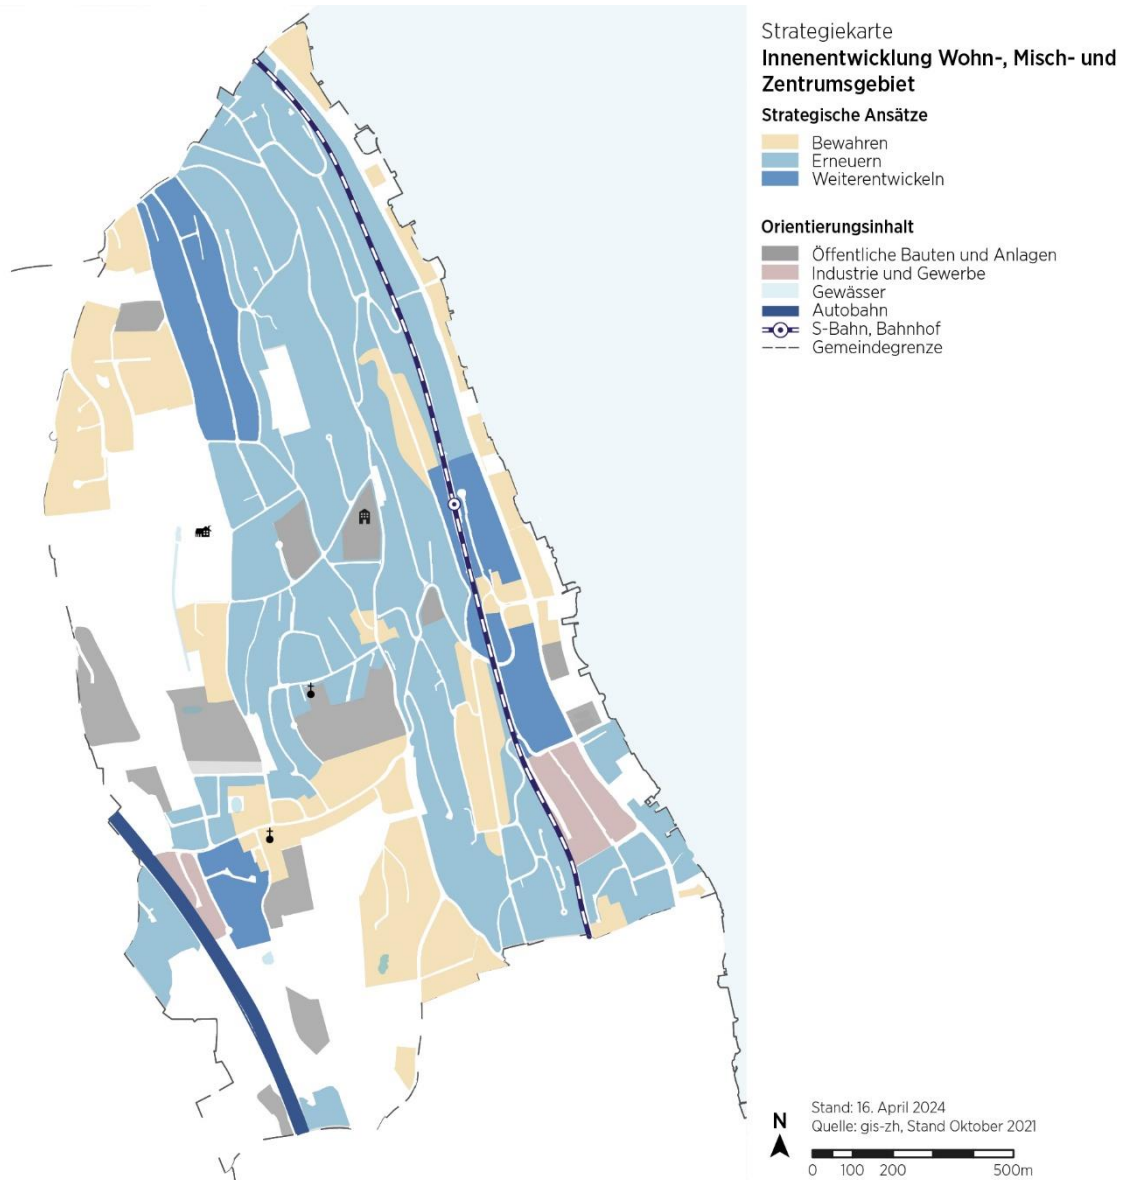 Strategiekarte
Innenentwicklung Wohn-, Misch- und
Zentrumsgebiet
Strategische Ansätze
Bewahren
Erneuern
Weiterentwickeln
Orientierungsinhalt
Öffentliche Bauten und Anlagen
Industrie und Gewerbe
Gewässer
Autobahn
S-Bahn, Bahnhof
Gemeindegrenze
Stand: 16. April 2024
Quelle: gis-zh, Stand Oktober 2021
N
0 100 200 500m